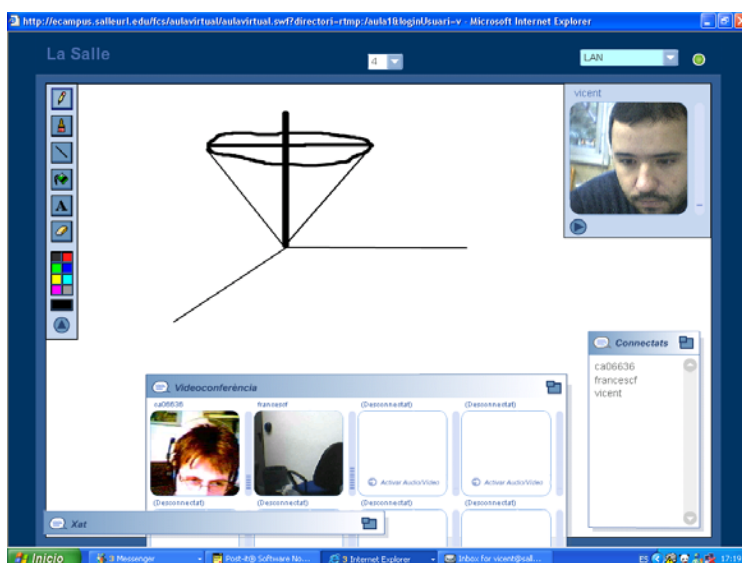 http://ecampus.salleurl.edu/fcs/aulavirtual/aulavirtual.swf?directori=rtmp:/aula1&loginUsuari=v - Microsoft Internet Explorer
La Salle
4
LAN
vicent
A
Connectats
ca06636
francescf
vicent
Videoconferència
ca06636 francescf (Desconnectat) (Desconnectat)
Activar Audio/Video Activar Audio/Video
(Desconnectat) (Desconnectat) (Desconnectat) (Desconnectat)
Xat
Inicio 3 Messenger Post-it® Software No... 3 Internet Explorer Inbox for vicent@sall... ES 17:19